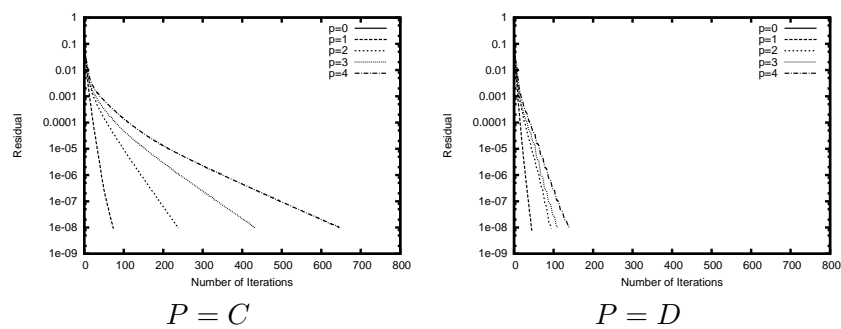 1
0.1
0.01
0.001
0.0001
1e-05
1e-06
1e-07
1e-08
1e-09
Residual
0 100 200 300 400 500 600 700 800
Number of Iterations
p=0
p=1
p=2
p=3
p=4
P = C
1
0.1
0.01
0.001
0.0001
1e-05
1e-06
1e-07
1e-08
1e-09
Residual
0 100 200 300 400 500 600 700 800
Number of Iterations
p=0
p=1
p=2
p=3
p=4
P = D